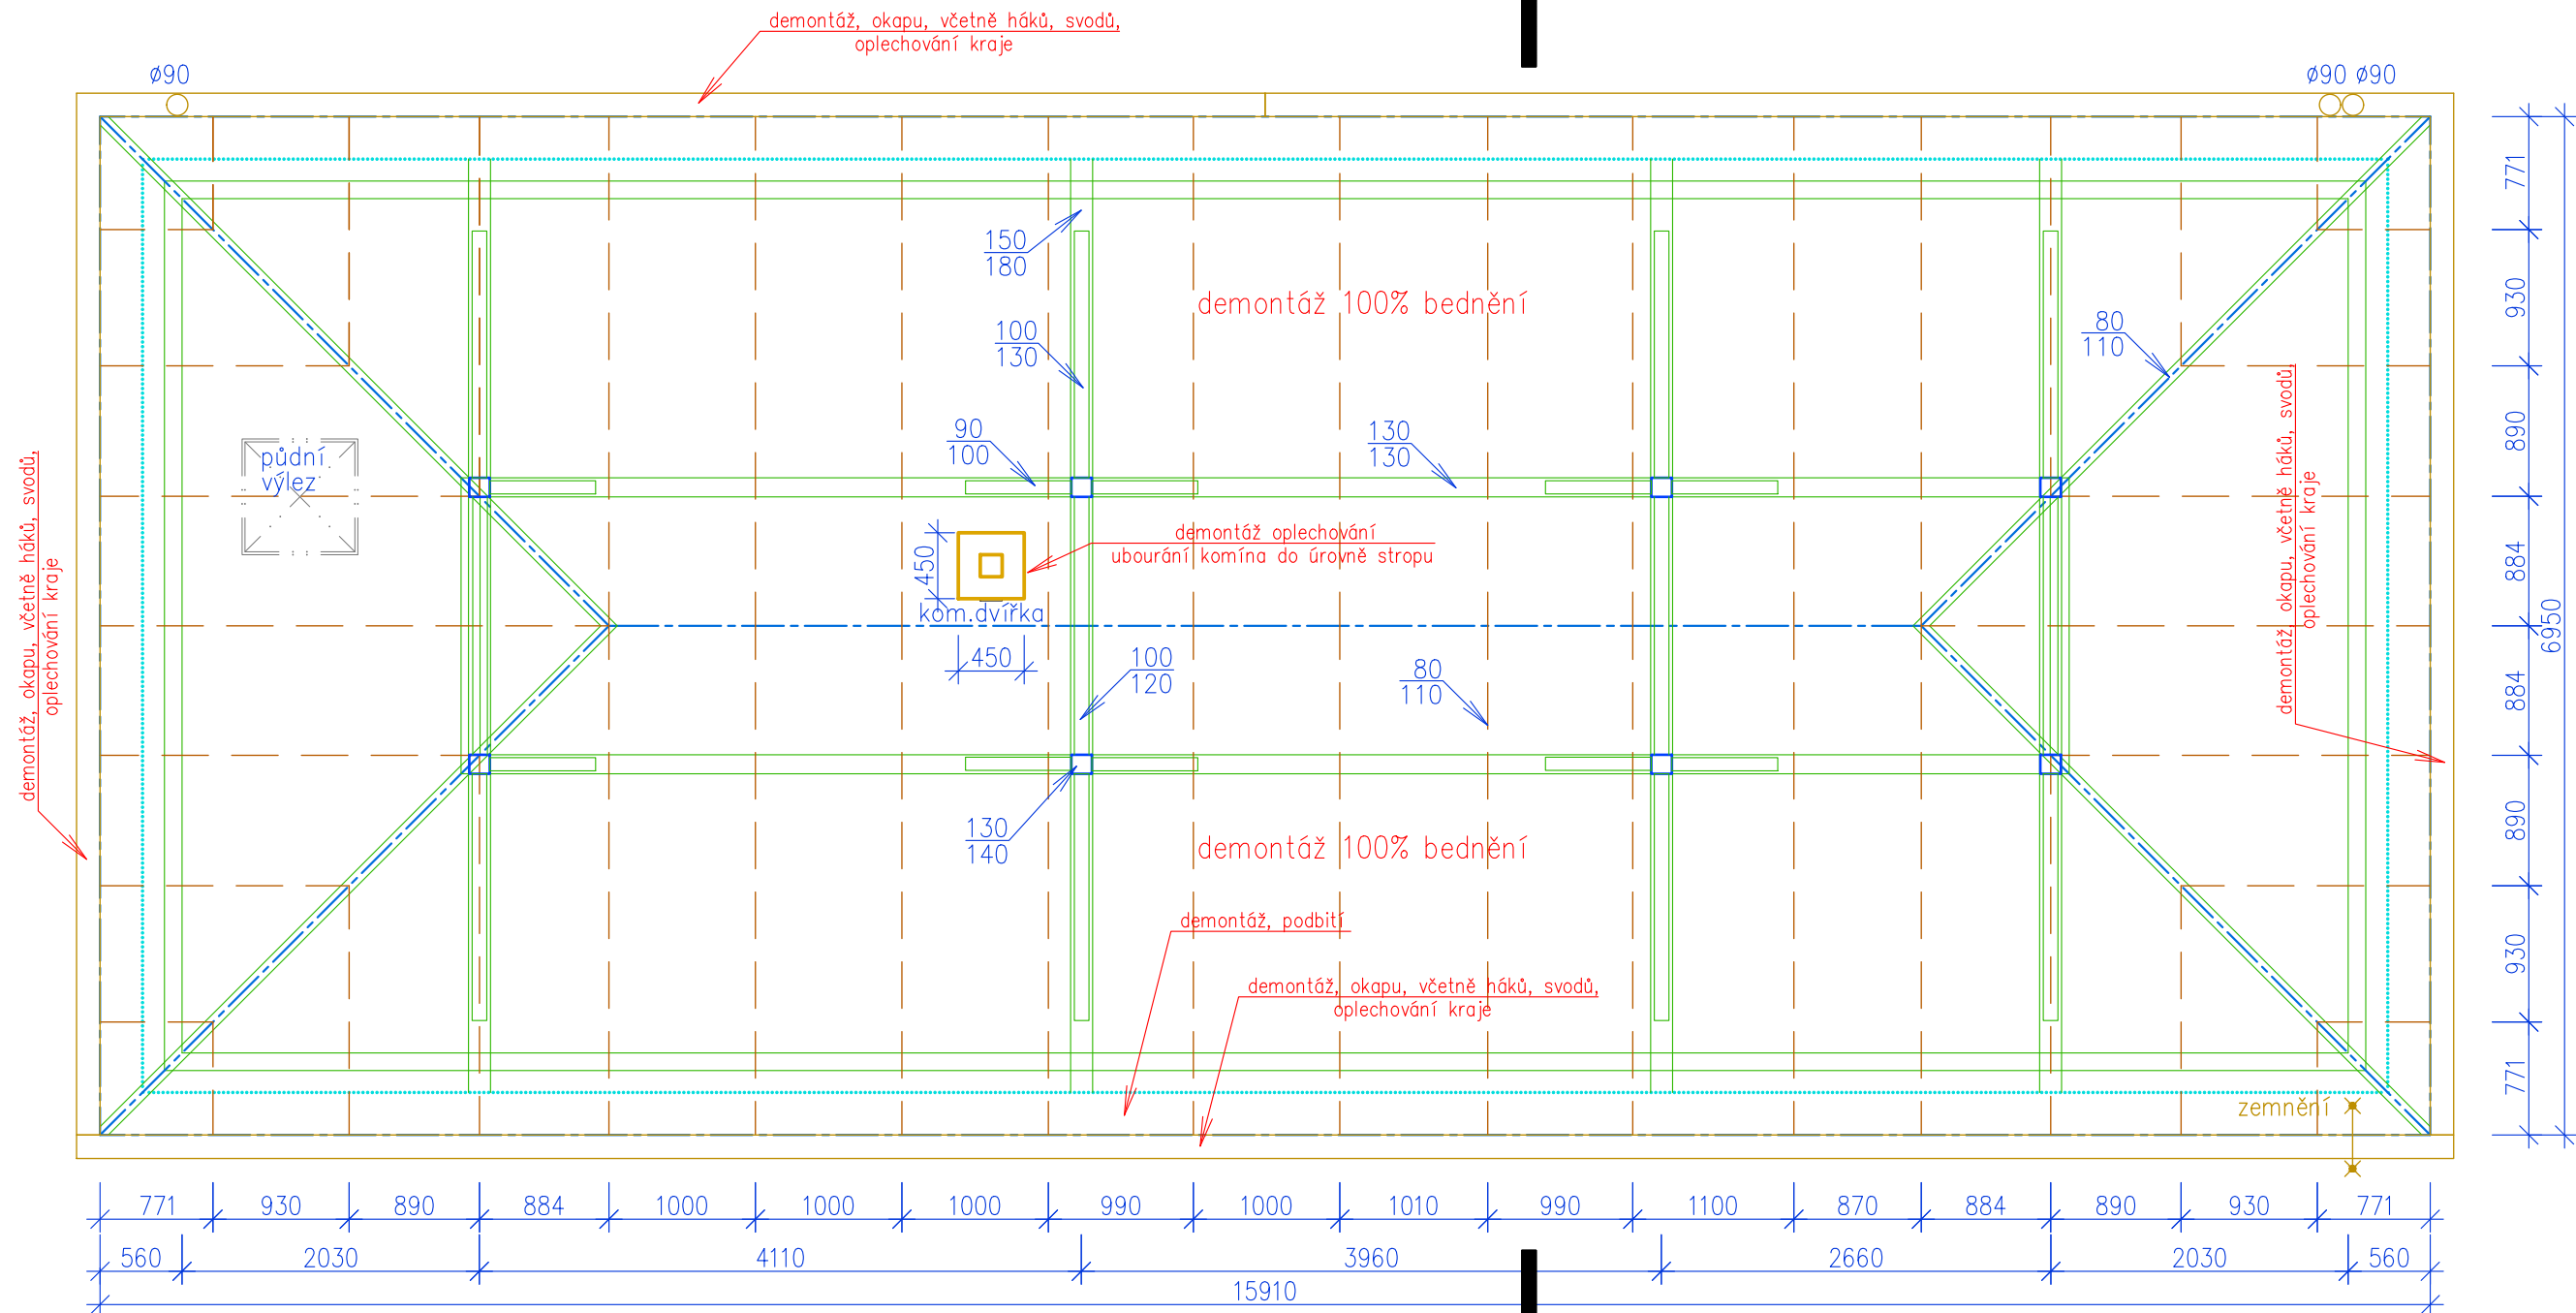 demontáž, okapu, včetně háků, svodů,
oplechování kraje
ø90
ø90 ø90
150
180
demontáž 100% bednění
100
130
80
110
90
100
130
130
půdní
výlez
demontáž, okapu, včetně háků, svodů,
oplechování kraje
demontáž, okapu, včetně háků, svodů,
oplechování kraje
demontáž oplechování
ubourání komína do úrovně stropu
450
kom.dvířka
450
100
120
80
110
130
140
demontáž 100% bednění
demontáž, podbití
demontáž, okapu, včetně háků, svodů,
oplechování kraje
zemnění
771
930
890
884
884
890
930
771
6950
771 930 890 884 1000 1000 1000 990 1000 1010 990 1100 870 884 890 930 771
560 2030 4110 3960 2660 2030 560
15910